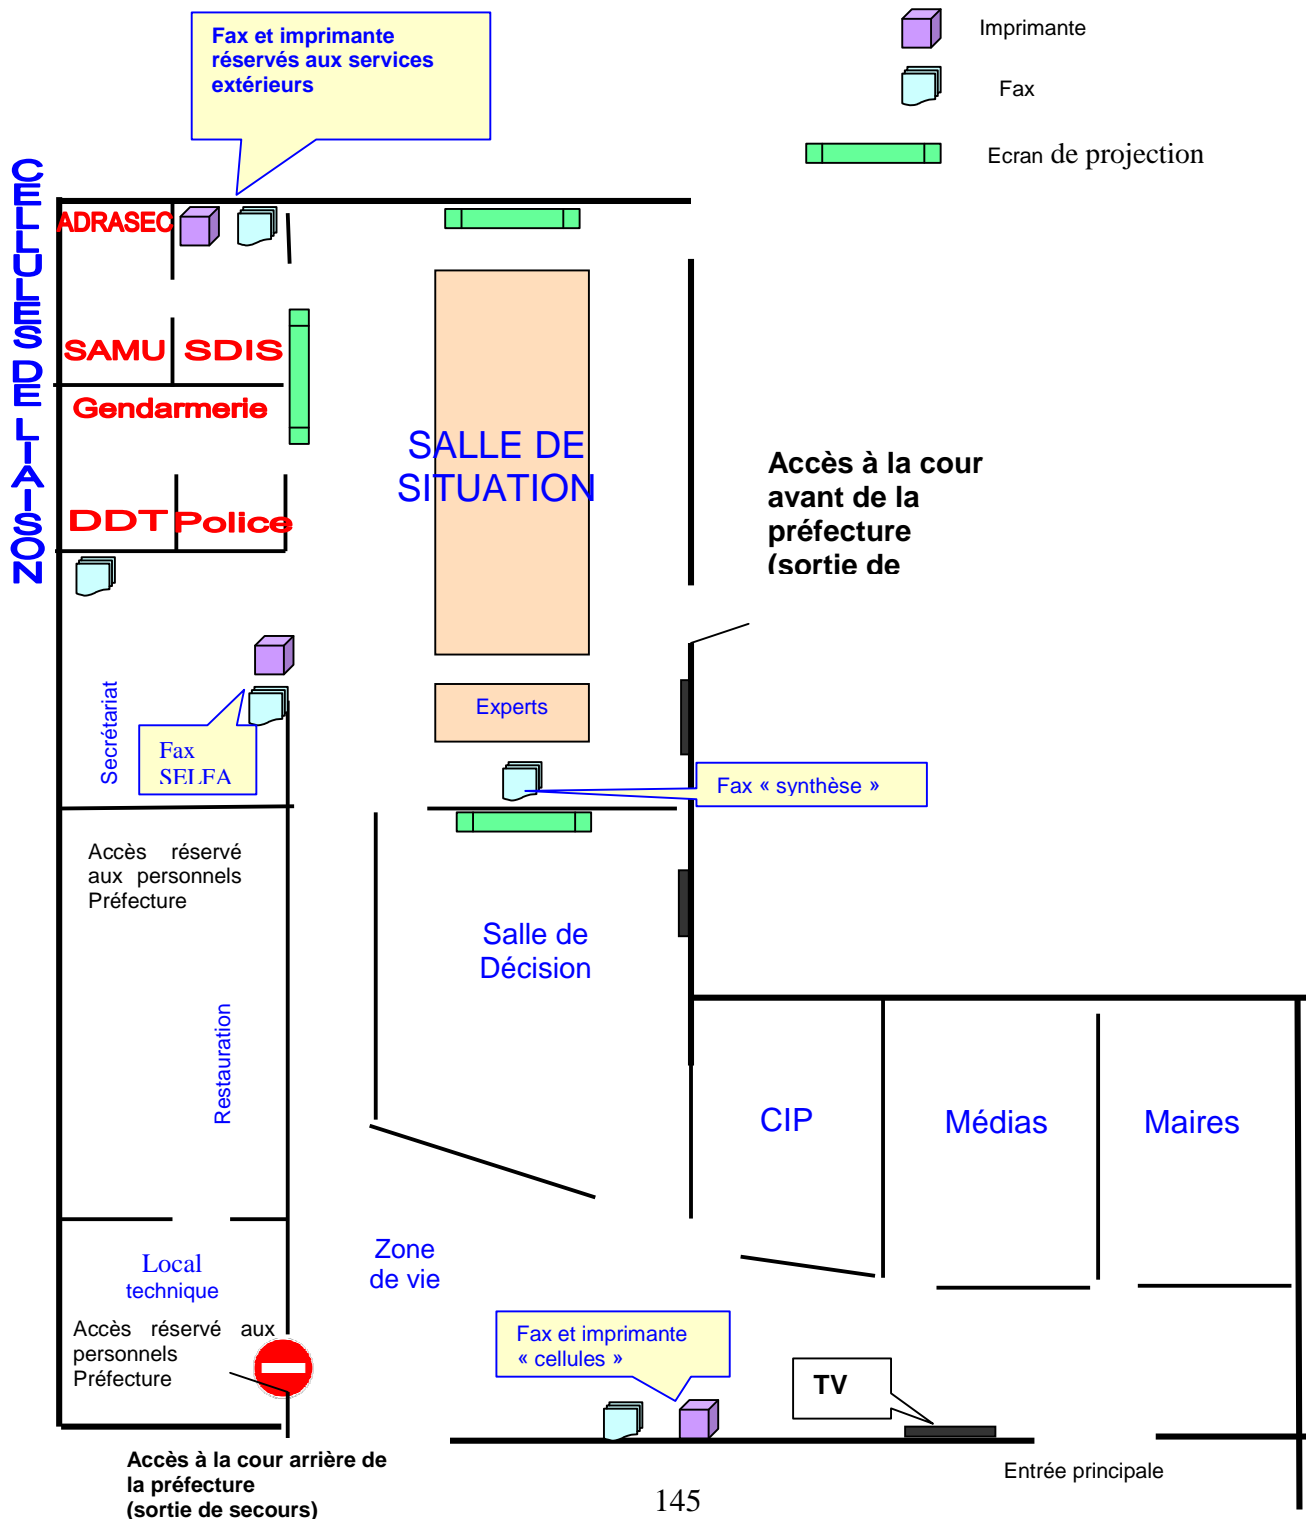 Fax et imprimante
réservés aux services
extérieurs
Imprimante
Fax
Ecran de projection
CELLULES DE LIAISON
ADRASEC
SAMU SDIS
Gendarmerie
DDT Police
SALLE DE
SITUATION
Accès à la cour
avant de la
préfecture
(sortie de
Secrétariat
Fax
SELFA
Experts
Fax « synthèse »
Accès réservé
aux personnels
Préfecture
Salle de
Décision
Restauration
CIP
Médias
Maires
Zone
de vie
Local
technique
Accès réservé aux
personnels
Préfecture
Fax et imprimante
« cellules »
TV
Accès à la cour arrière de
la préfecture
(sortie de secours)
Entrée principale
145